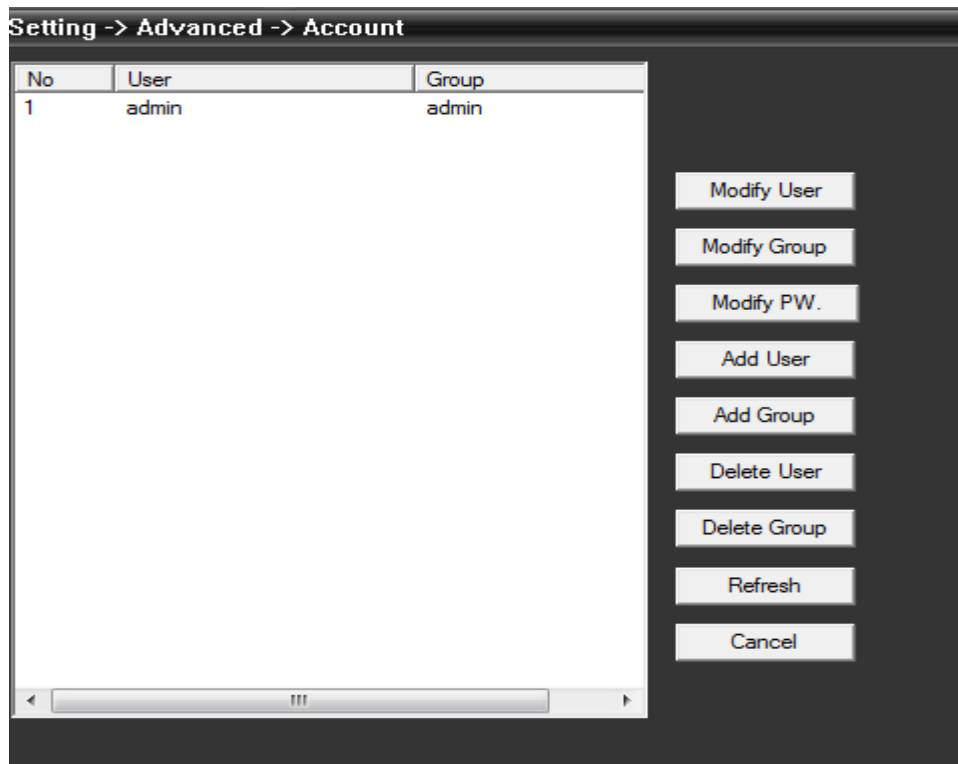 Setting -> Advanced -> Account
No User Group
1 admin admin
Modify User
Modify Group
Modify PW.
Add User
Add Group
Delete User
Delete Group
Refresh
Cancel